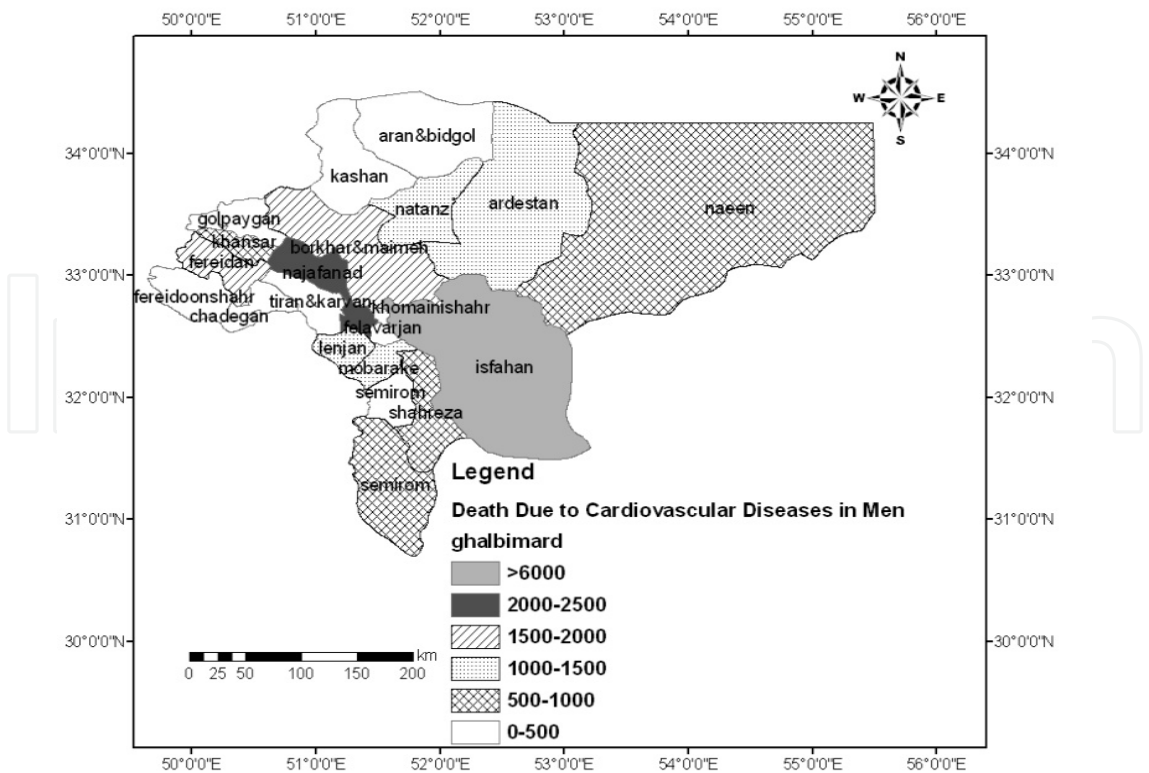 50°0'0"E 51°0'0"E 52°0'0"E 53°0'0"E 54°0'0"E 55°0'0"E 56°0'0"E
N
W E
S
34°0'0"N 34°0'0"N
aran&bidgol
kashan
natanz
ardestan
naeen
golpaygan
khansar
borkhar&maimeh
fereidan
najafanad
33°0'0"N 33°0'0"N
fereidoonshahr
tiran&karvan
khomainishahr
chadegan
felavarjan
lenjan
mobarake
isfahan
32°0'0"N 32°0'0"N
semirom
shahreza
semirom
31°0'0"N 31°0'0"N
Legend
Death Due to Cardiovascular Diseases in Men
ghalbimard
>6000
2000-2500
1500-2000
1000-1500
500-1000
0-500
30°0'0"N 30°0'0"N
km
0 25 50 100 150 200
50°0'0"E 51°0'0"E 52°0'0"E 53°0'0"E 54°0'0"E 55°0'0"E 56°0'0"E